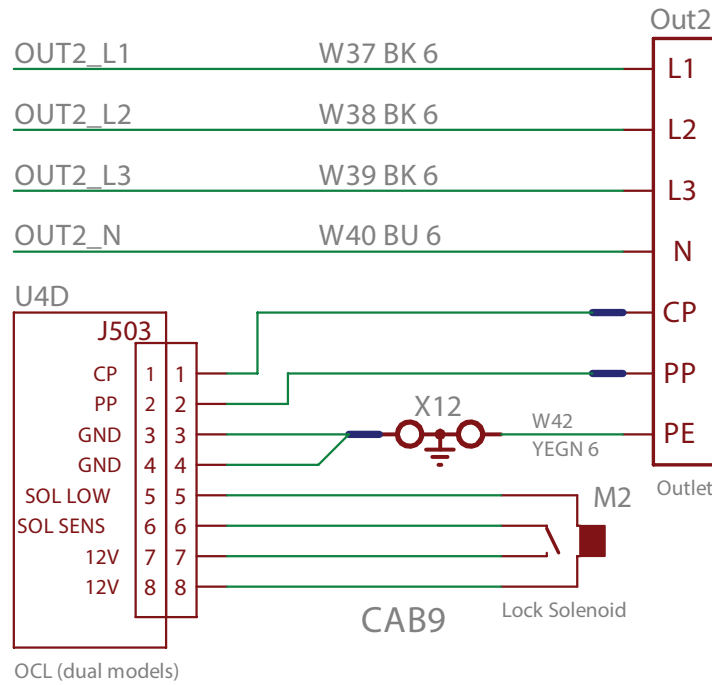 Out2
OUT2_L1 W37 BK 6 L1
OUT2_L2 W38 BK 6 L2
OUT2_L3 W39 BK 6 L3
OUT2_N W40 BU 6 N
U4D
CP
J503
CP 1 1
PP
PP 2 2
X12
W42
GND 3 3
PE
YEGN 6
GND 4 4
Outlet
SOL LOW 5 5
M2
SOL SENS 6 6
12V 7 7
12V 8 8
Lock Solenoid
CAB9
OCL (dual models)